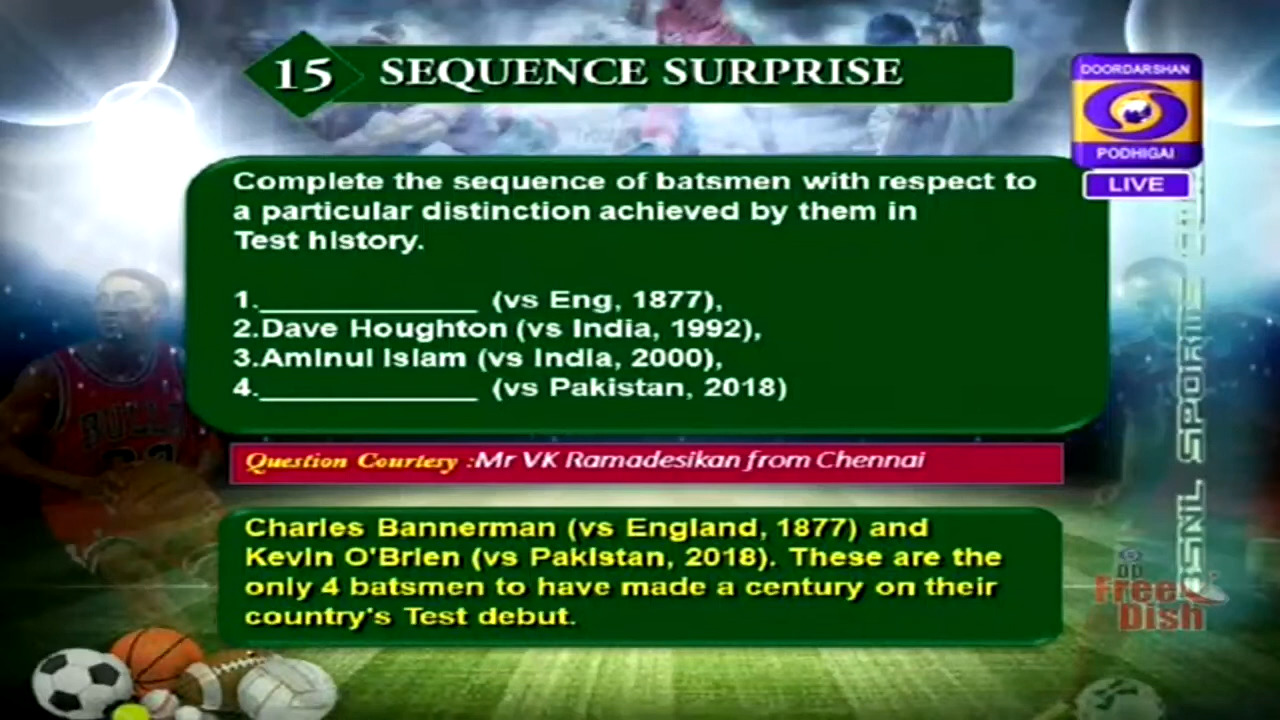 15 SEQUENCE SURPRISE
DOORDARSHAN
PODHIGAI
LIVE
Complete the sequence of batsmen with respect to
a particular distinction achieved by them in
Test history.
1.______________ (vs Eng, 1877),
2.Dave Houghton (vs India, 1992),
3.Aminul Islam (vs India, 2000),
4.______________ (vs Pakistan, 2018)
Question Courtesy :Mr VK Ramadesikan from Chennai
Charles Bannerman (vs England, 1877) and
Kevin O'Brien (vs Pakistan, 2018). These are the
only 4 batsmen to have made a century on their
country's Test debut.
BULLS
DD
Free
Dish